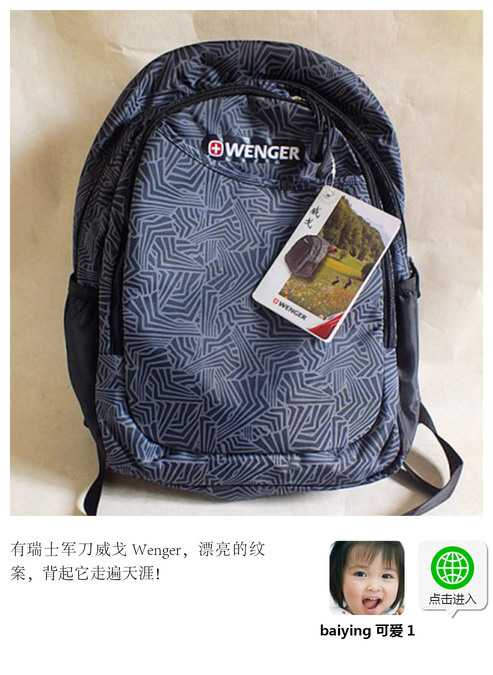 WENGER
威戈
WENGER
有瑞士军刀威戈 Wenger，漂亮的纹
案，背起它走遍天涯！
点击进入
baiying 可爱 1